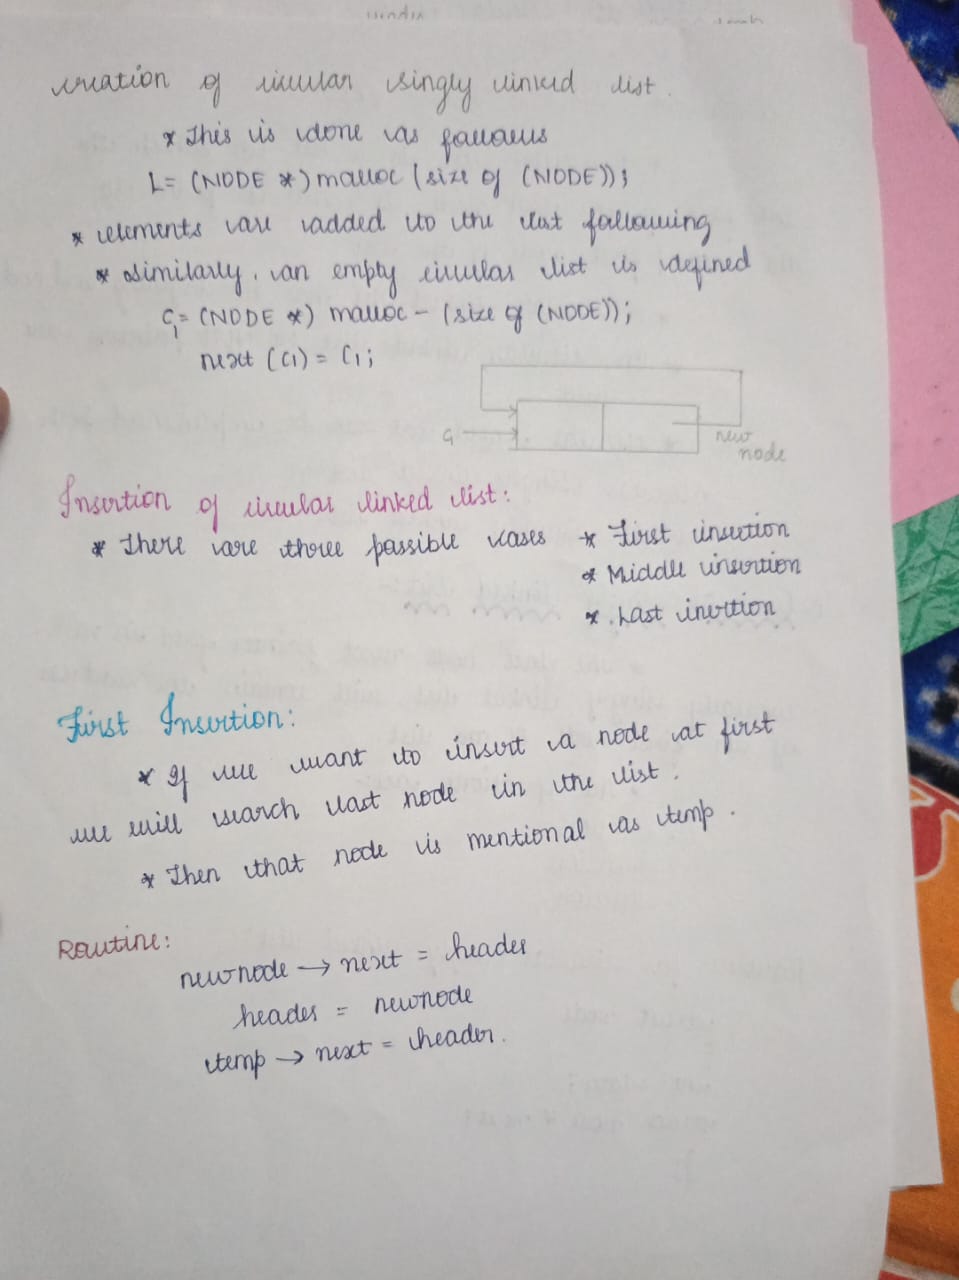 creation of circular singly linked list.
* This is done as follows
L= (NODE *) malloc (size of (NODE));
* elements are added to the list following
* similarly, an empty circular list is defined
C1= (NODE *) malloc - (size of (NODE));
next (C1) = C1;
C1
new
node
Insertion of circular linked list:
* There are three possible cases * First insertion
* Middle insertion
* Last inertion
First Insertion:
* If we want to insert a node at first
we will search last node in the list.
* Then that node is mentional as temp.
Routine:
newnode → next = header
header = newnode
temp → next = header.